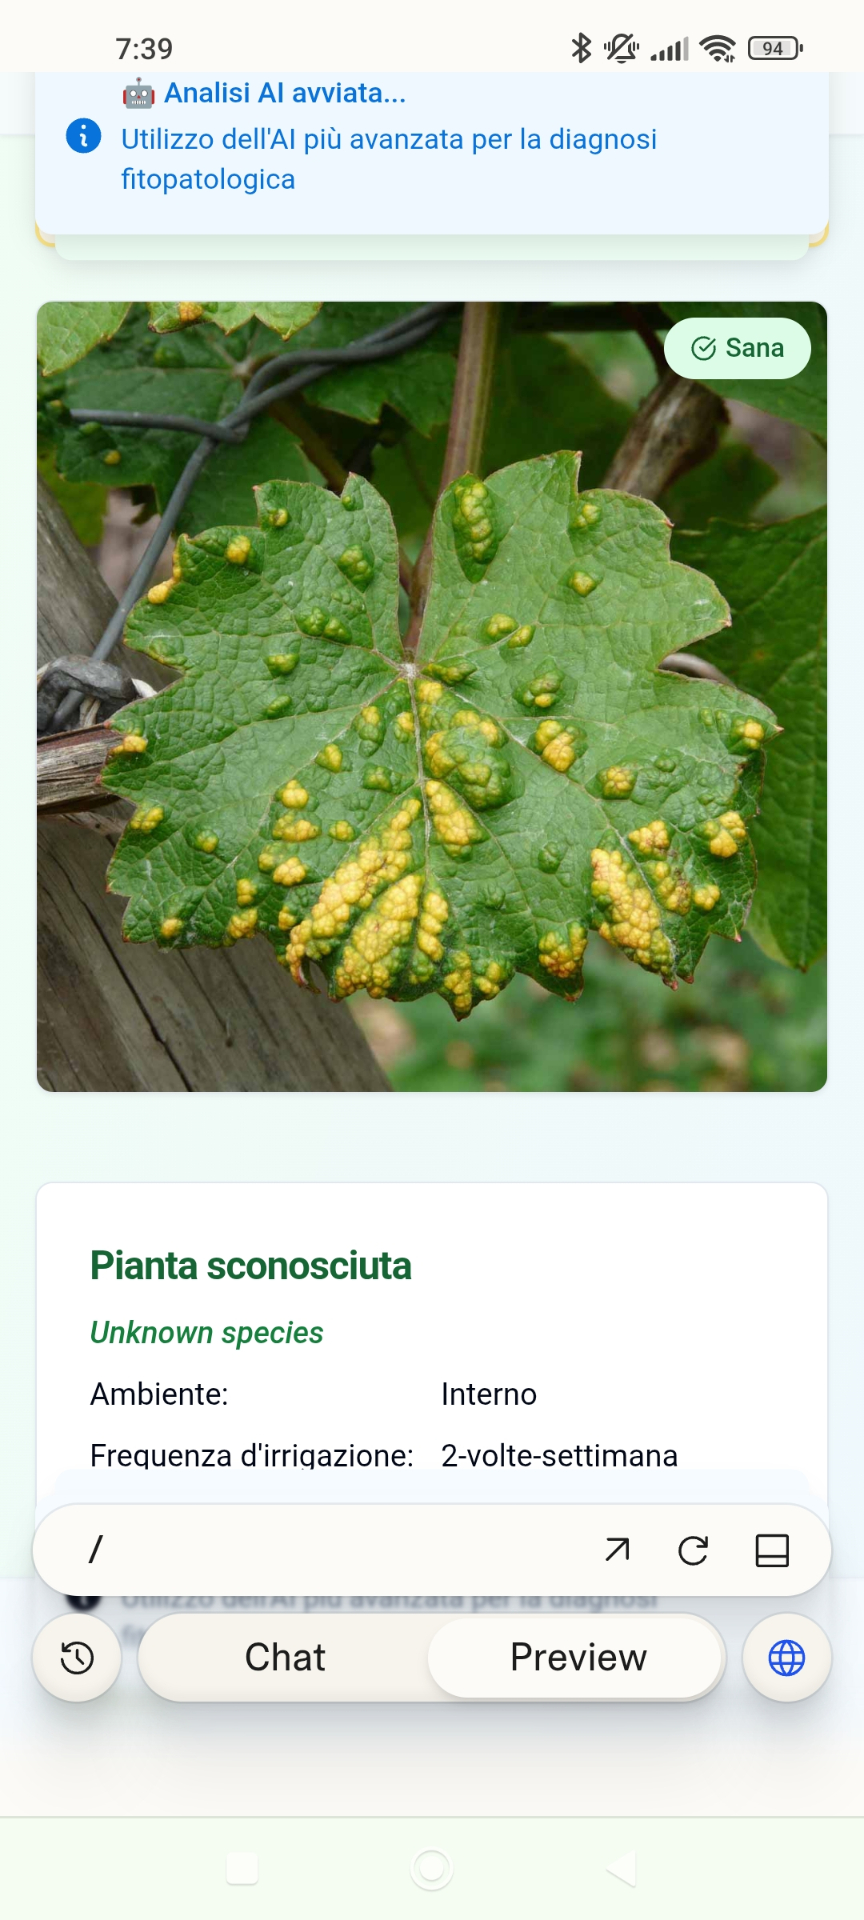 7:39
94
Analisi AI avviata...
Utilizzo dell'AI più avanzata per la diagnosi
fitopatologica
Sana
Pianta sconosciuta
Unknown species
Ambiente: Interno
Frequenza d'irrigazione: 2-volte-settimana
/
Utilizzo dell'AI più avanzata per la diagnosi
Chat
Preview